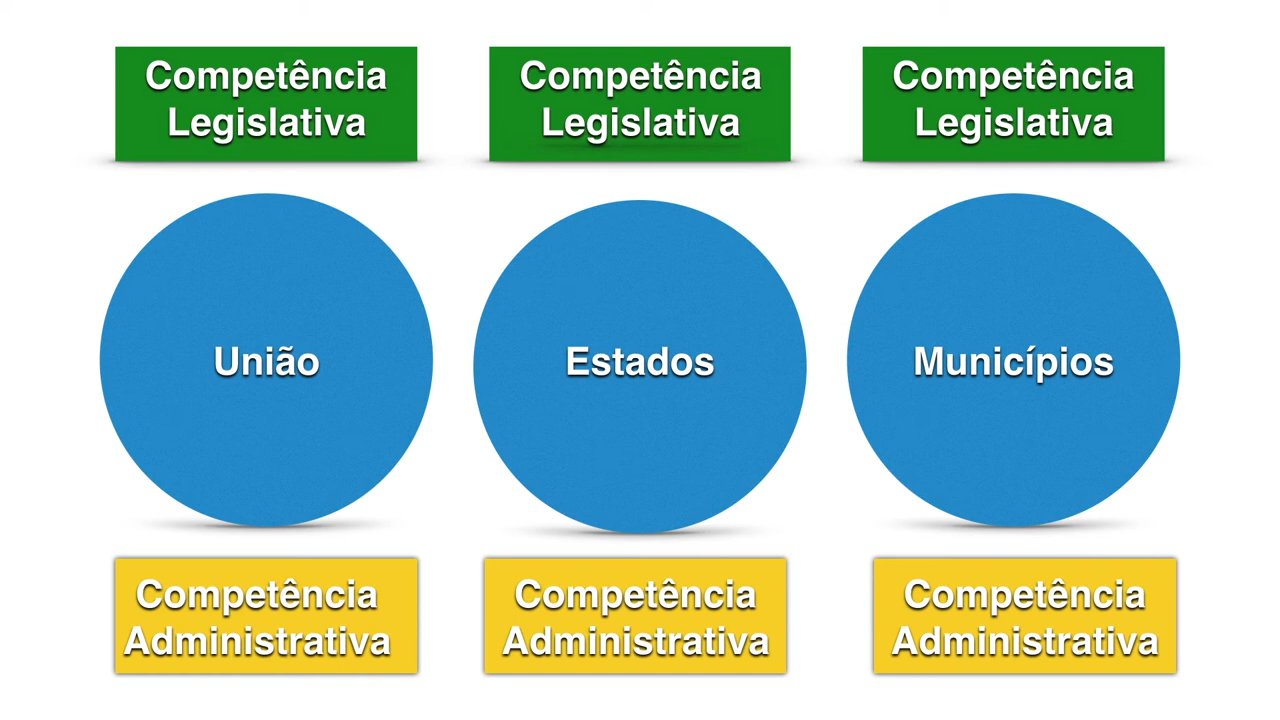 Competência
Legislativa
Competência
Legislativa
Competência
Legislativa
União
Estados
Municípios
Competência
Administrativa
Competência
Administrativa
Competência
Administrativa